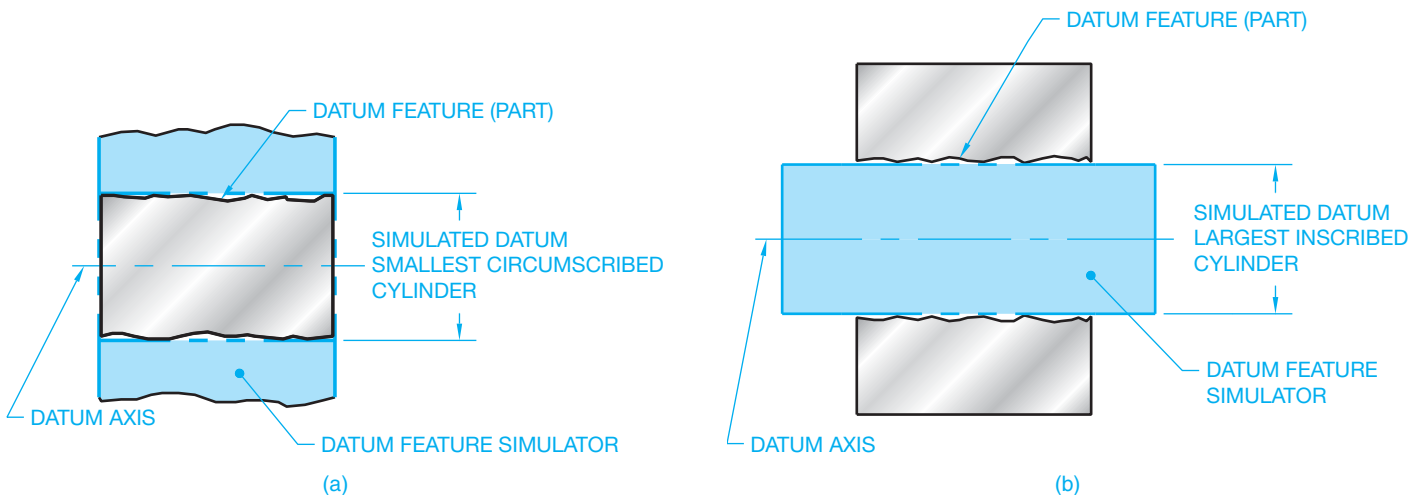 DATUM FEATURE (PART)
SIMULATED DATUM
SMALLEST CIRCUMSCRIBED
CYLINDER
DATUM AXIS
DATUM FEATURE SIMULATOR
(a)
DATUM FEATURE (PART)
SIMULATED DATUM
LARGEST INSCRIBED
CYLINDER
DATUM FEATURE
SIMULATOR
DATUM AXIS
(b)